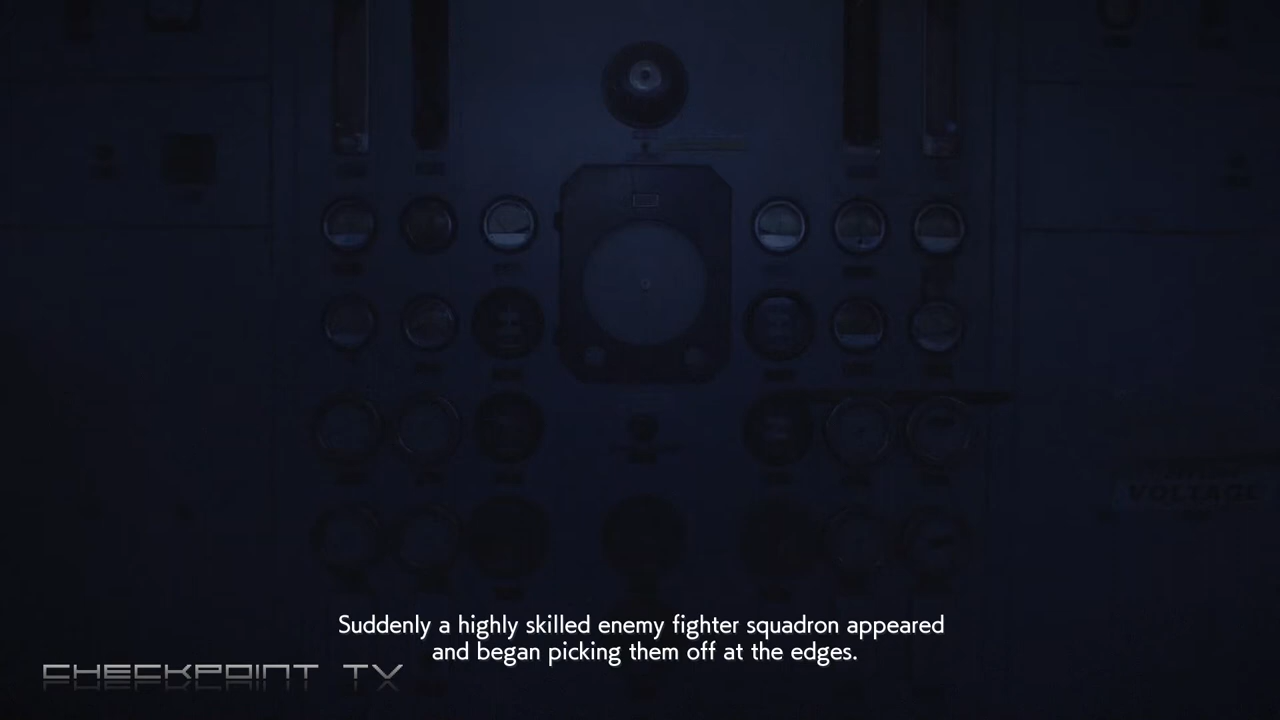 VOLTAGE
Suddenly a highly skilled enemy fighter squadron appeared
and began picking them off at the edges.
CHECKPOINT TV